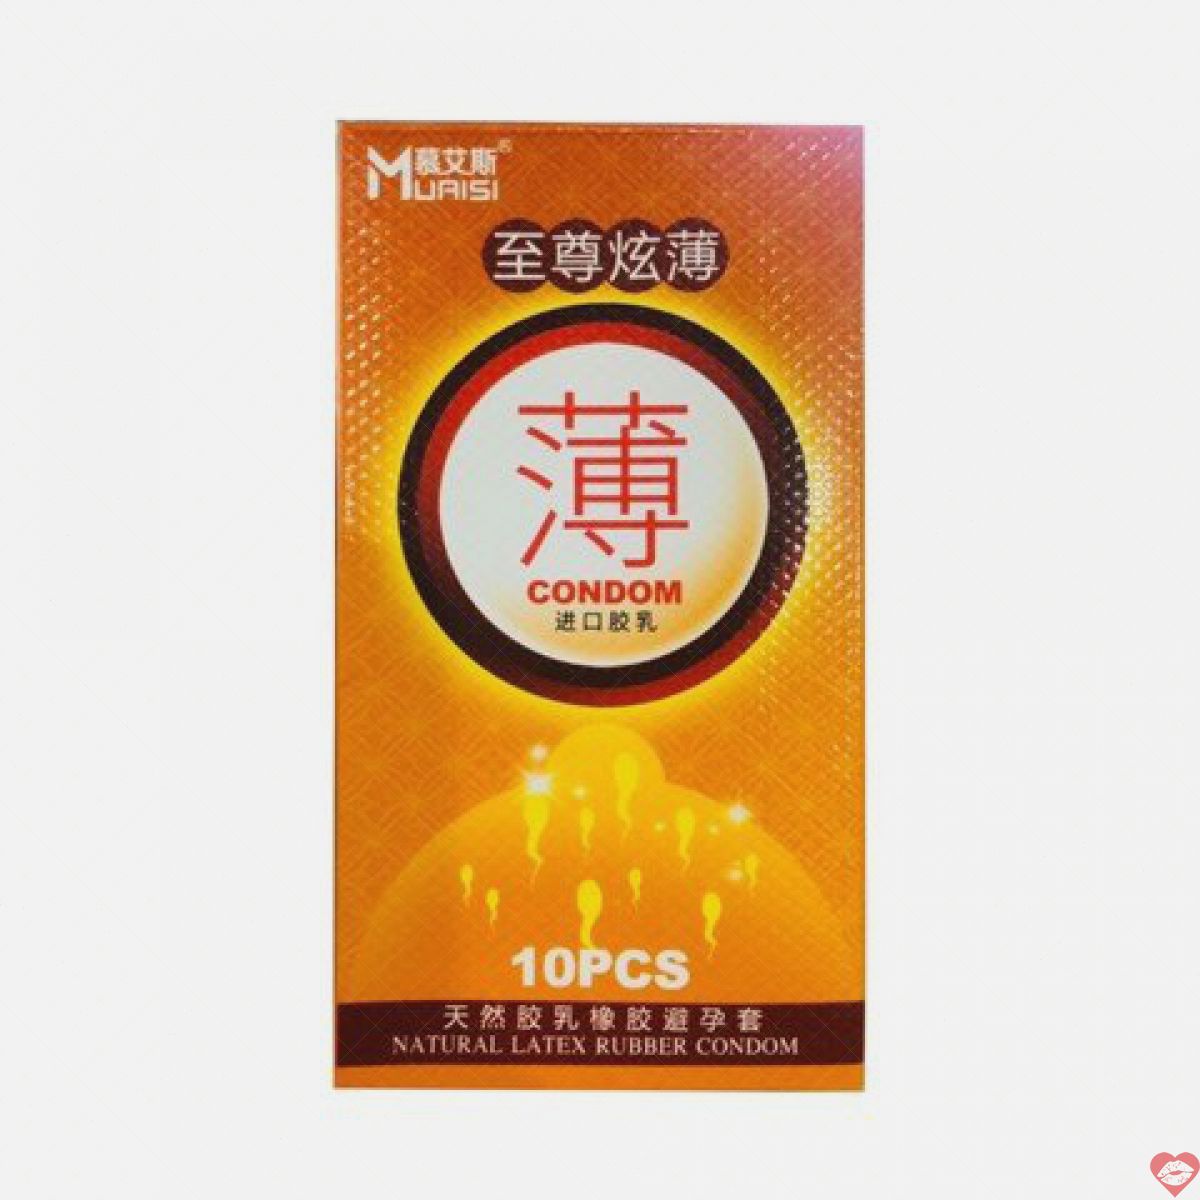 慕艾斯®
MUAISI
至尊炫薄
薄
CONDOM
进口胶乳
10PCS
天然胶乳橡胶避孕套
NATURAL LATEX RUBBER CONDOM